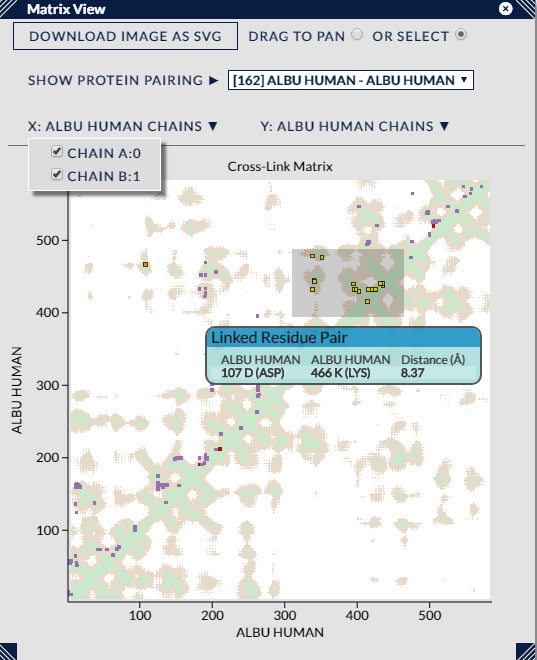 Matrix View
DOWNLOAD IMAGE AS SVG DRAG TO PAN OR SELECT
SHOW PROTEIN PAIRING ► [162] ALBU HUMAN - ALBU HUMAN ▼
X: ALBU HUMAN CHAINS ▼ Y: ALBU HUMAN CHAINS ▼
CHAIN A:0
CHAIN B:1
Cross-Link Matrix
500
400
300
200
100
ALBU HUMAN
Linked Residue Pair
ALBU HUMAN ALBU HUMAN Distance (Å)
107 D (ASP) 466 K (LYS) 8.37
100 200 300 400 500
ALBU HUMAN